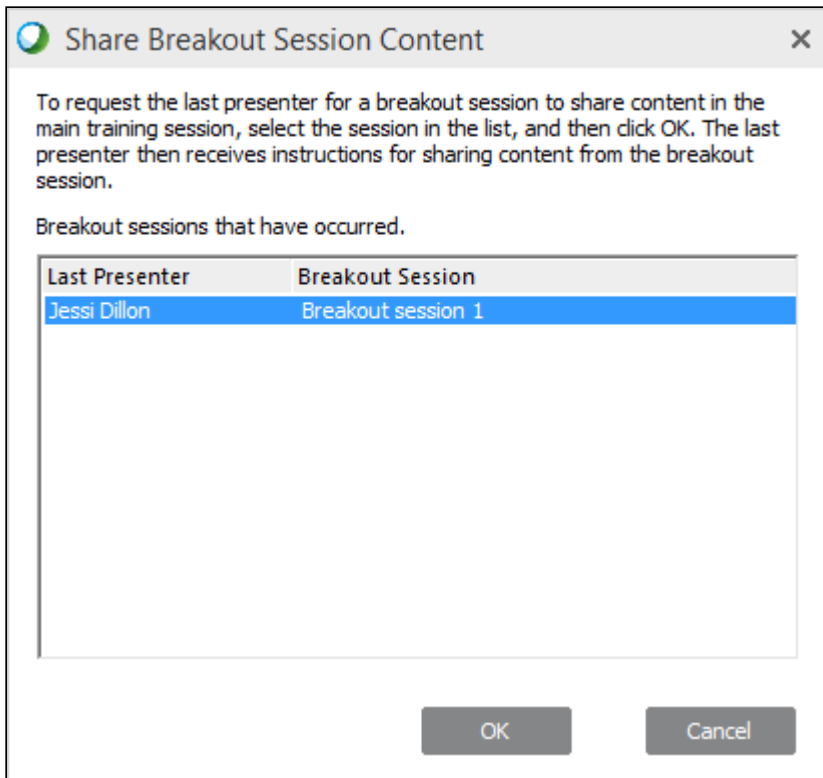 Share Breakout Session Content
To request the last presenter for a breakout session to share content in the
main training session, select the session in the list, and then click OK. The last
presenter then receives instructions for sharing content from the breakout
session.
Breakout sessions that have occurred.
Last Presenter Breakout Session
Jessi Dillon Breakout session 1
OK Cancel